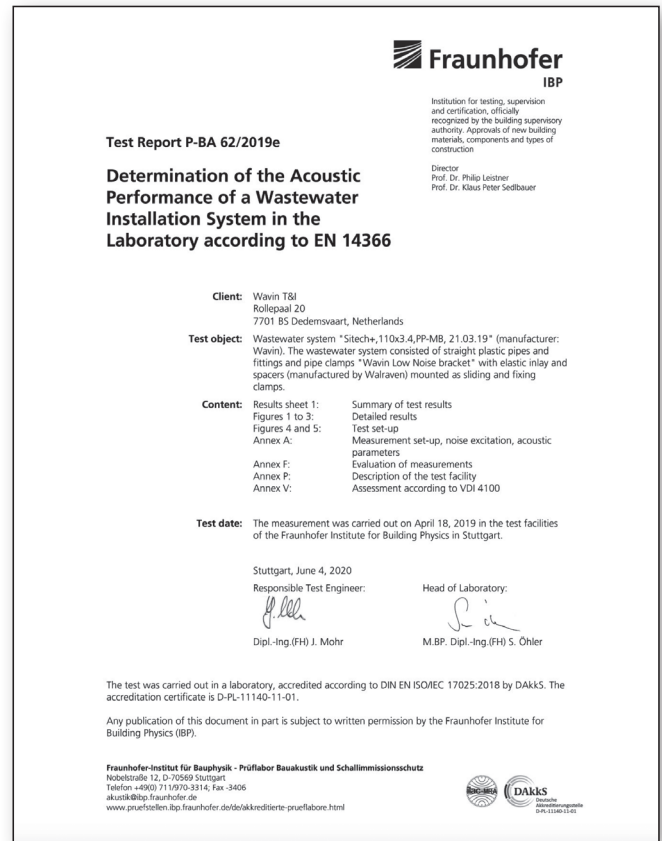 Fraunhofer
IBP
Institution for testing, supervision
and certification, officially
recognized by the building supervisory
authority. Approvals of new building
materials, components and types of
construction
Director
Prof. Dr. Philip Leistner
Prof. Dr. Klaus Peter Sedlbauer
Test Report P-BA 62/2019e
Determination of the Acoustic
Performance of a Wastewater
Installation System in the
Laboratory according to EN 14366
Client: Wavin T&I
Rollepaal 20
7701 BS Dedemsvaart, Netherlands
Test object: Wastewater system "Sitech+,110x3.4,PP-MB, 21.03.19" (manufacturer:
Wavin). The wastewater system consisted of straight plastic pipes and
fittings and pipe clamps "Wavin Low Noise bracket" with elastic inlay and
spacers (manufactured by Walraven) mounted as sliding and fixing
clamps.
Content: Results sheet 1: Summary of test results
Figures 1 to 3: Detailed results
Figures 4 and 5: Test set-up
Annex A: Measurement set-up, noise excitation, acoustic
parameters
Annex F: Evaluation of measurements
Annex P: Description of the test facility
Annex V: Assessment according to VDI 4100
Test date: The measurement was carried out on April 18, 2019 in the test facilities
of the Fraunhofer Institute for Building Physics in Stuttgart.
Stuttgart, June 4, 2020
Responsible Test Engineer: Head of Laboratory:
Dipl.-Ing.(FH) J. Mohr M.BP. Dipl.-Ing.(FH) S. Öhler
The test was carried out in a laboratory, accredited according to DIN EN ISO/IEC 17025:2018 by DAkkS. The
accreditation certificate is D-PL-11140-11-01.
Any publication of this document in part is subject to written permission by the Fraunhofer Institute for
Building Physics (IBP).
Fraunhofer-Institut für Bauphysik - Prüflabor Bauakustik und Schallimmissionsschutz
Nobelstraße 12, D-70569 Stuttgart
Telefon +49(0) 711/970-3314; Fax -3406
akustik@ibp.fraunhofer.de
www.pruefstellen.ibp.fraunhofer.de/de/akkreditierte-prueflabore.html
ilac-MRA
DAkkS
Deutsche
Akkreditierungsstelle
D-PL-11140-11-01